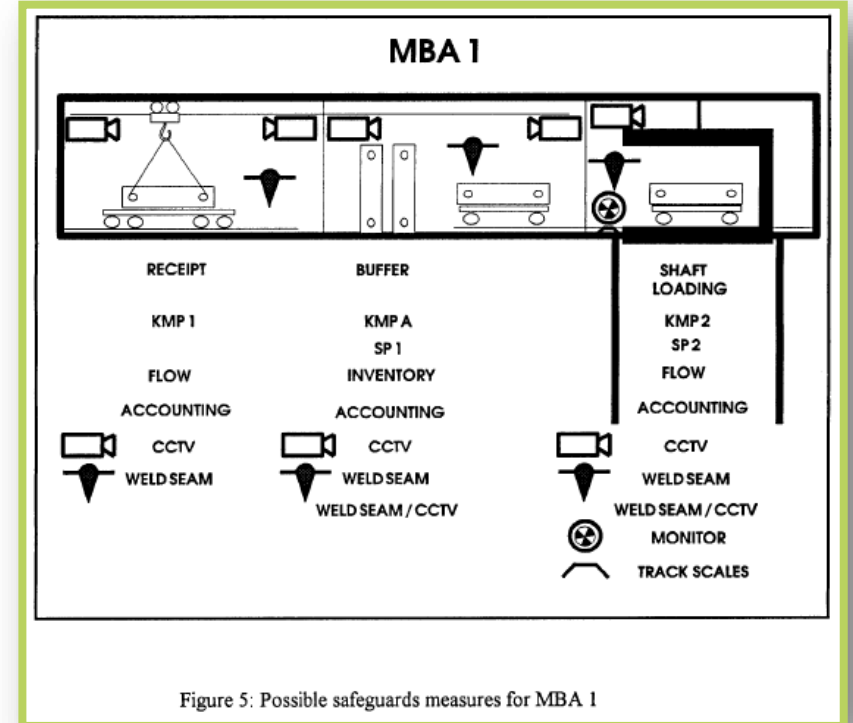 MBA 1
RECEIPT
KMP 1
FLOW
ACCOUNTING
CCTV
WELD SEAM
BUFFER
KMP A
SP 1
INVENTORY
ACCOUNTING
CCTV
WELD SEAM
WELD SEAM / CCTV
SHAFT
LOADING
KMP 2
SP 2
FLOW
ACCOUNTING
CCTV
WELD SEAM
WELD SEAM / CCTV
MONITOR
TRACK SCALES
Figure 5: Possible safeguards measures for MBA 1